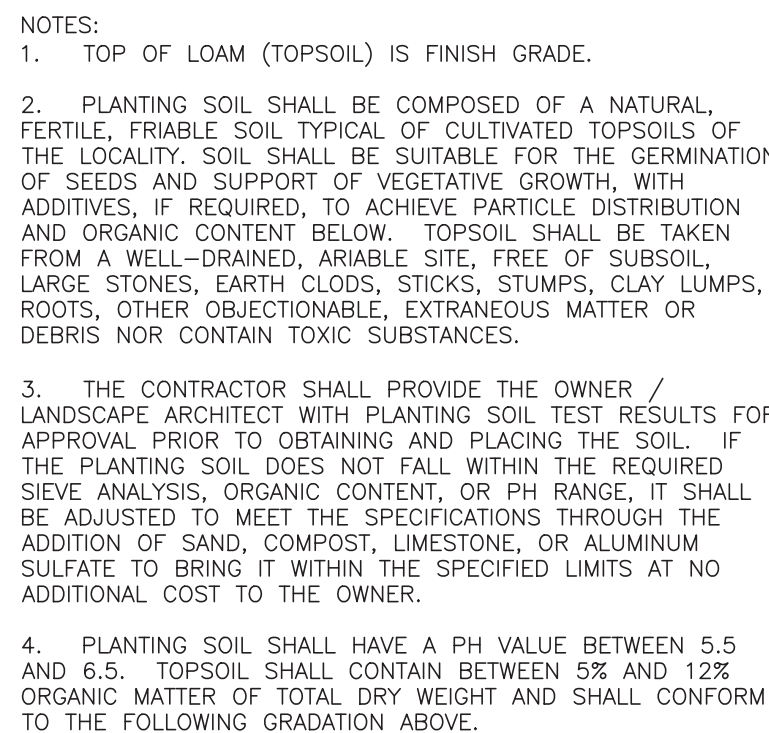 NOTES:
1. TOP OF LOAM (TOPSOIL) IS FINISH GRADE.
2. PLANTING SOIL SHALL BE COMPOSED OF A NATURAL,
FERTILE, FRIABLE SOIL TYPICAL OF CULTIVATED TOPSOILS OF
THE LOCALITY. SOIL SHALL BE SUITABLE FOR THE GERMINATION
OF SEEDS AND SUPPORT OF VEGETATIVE GROWTH, WITH
ADDITIVES, IF REQUIRED, TO ACHIEVE PARTICLE DISTRIBUTION
AND ORGANIC CONTENT BELOW. TOPSOIL SHALL BE TAKEN
FROM A WELL-DRAINED, ARIABLE SITE, FREE OF SUBSOIL,
LARGE STONES, EARTH CLODS, STICKS, STUMPS, CLAY LUMPS,
ROOTS, OTHER OBJECTIONABLE, EXTRANEOUS MATTER OR
DEBRIS NOR CONTAIN TOXIC SUBSTANCES.
3. THE CONTRACTOR SHALL PROVIDE THE OWNER /
LANDSCAPE ARCHITECT WITH PLANTING SOIL TEST RESULTS FOR
APPROVAL PRIOR TO OBTAINING AND PLACING THE SOIL. IF
THE PLANTING SOIL DOES NOT FALL WITHIN THE REQUIRED
SIEVE ANALYSIS, ORGANIC CONTENT, OR PH RANGE, IT SHALL
BE ADJUSTED TO MEET THE SPECIFICATIONS THROUGH THE
ADDITION OF SAND, COMPOST, LIMESTONE, OR ALUMINUM
SULFATE TO BRING IT WITHIN THE SPECIFIED LIMITS AT NO
ADDITIONAL COST TO THE OWNER.
4. PLANTING SOIL SHALL HAVE A PH VALUE BETWEEN 5.5
AND 6.5. TOPSOIL SHALL CONTAIN BETWEEN 5% AND 12%
ORGANIC MATTER OF TOTAL DRY WEIGHT AND SHALL CONFORM
TO THE FOLLOWING GRADATION ABOVE.